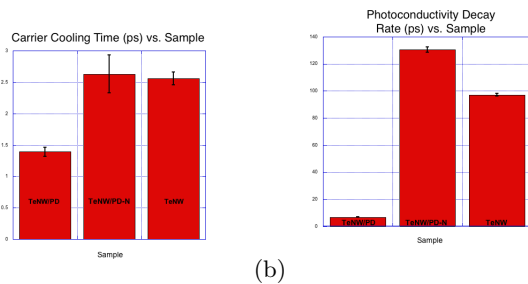 Carrier Cooling Time (ps) vs. Sample
3
2.5
2
1.5
1
0.5
0
TeNW/PD
TeNW/PD-N
TeNW
Sample
Photoconductivity Decay
Rate (ps) vs. Sample
140
120
100
80
60
40
20
0
TeNW/PD
TeNW/PD-N
TeNW
Sample
(b)